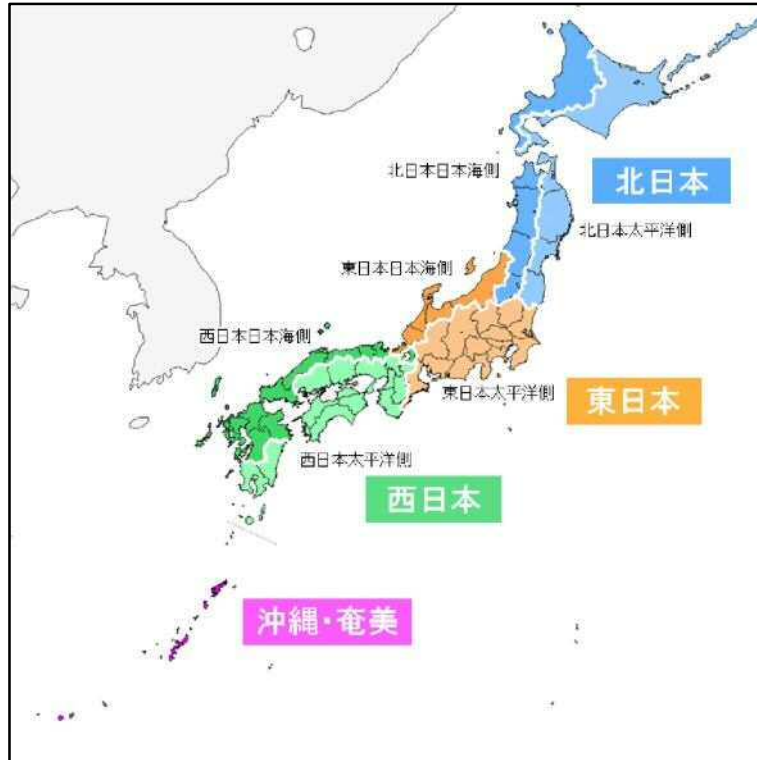 北日本日本海側
北日本
北日本太平洋側
東日本日本海側
西日本日本海側
東日本太平洋側
東日本
西日本太平洋側
西日本
沖縄・奄美